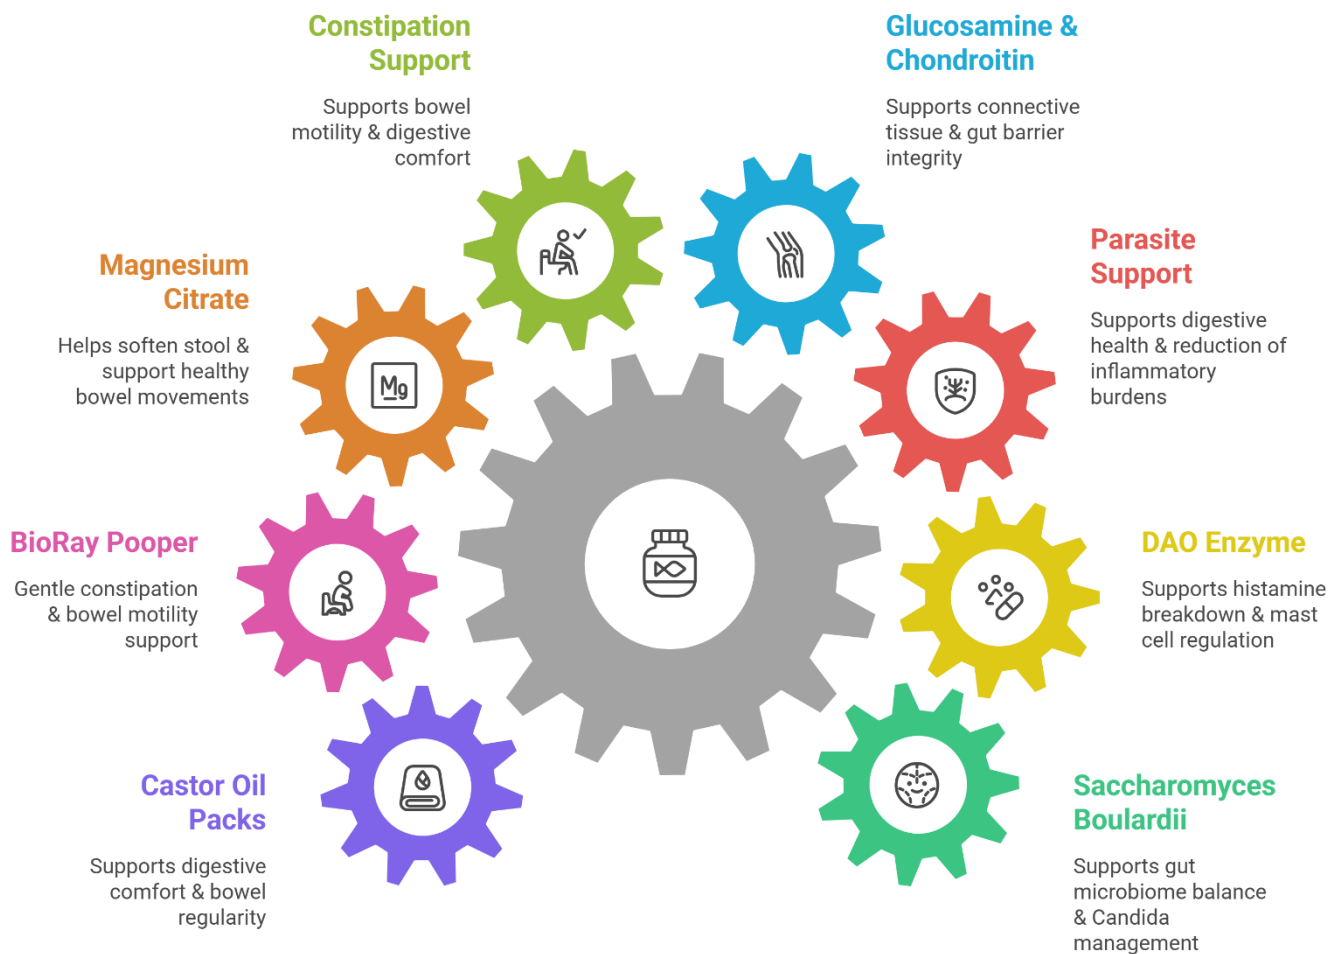 Constipation
Support
Supports bowel
motility & digestive
comfort
Glucosamine &
Chondroitin
Supports connective
tissue & gut barrier
integrity
Magnesium
Citrate
Helps soften stool &
support healthy
bowel movements
Mg
Parasite
Support
Supports digestive
health & reduction of
inflammatory
burdens
BioRay Pooper
Gentle constipation
& bowel motility
support
DAO Enzyme
Supports histamine
breakdown & mast
cell regulation
Castor Oil
Packs
Supports digestive
comfort & bowel
regularity
Saccharomyces
Boulardii
Supports gut
microbiome balance
& Candida
management